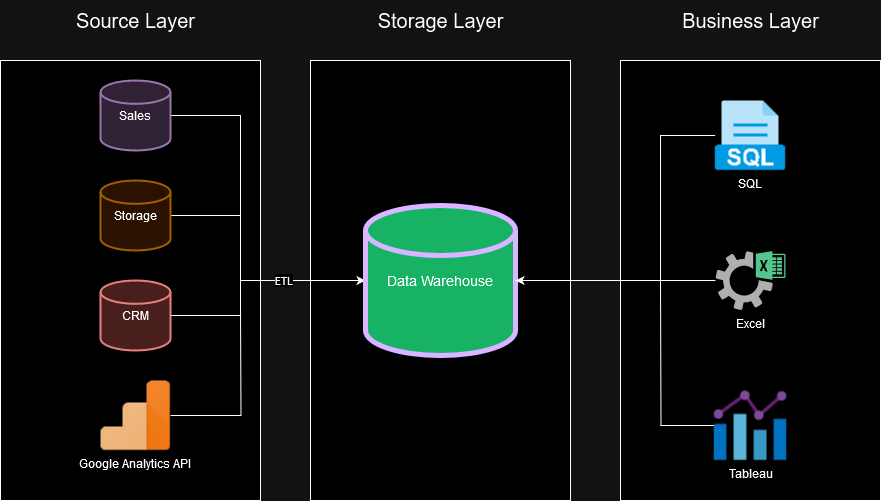 Source Layer
Storage Layer
Business Layer
Sales
Storage
CRM
Google Analytics API
ETL
Data Warehouse
SQL
SQL
X
Excel
Tableau